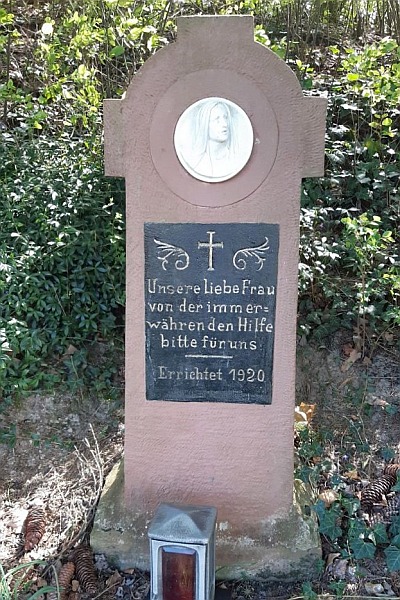 Unsere liebe Frau
von der immer=
währenden Hilfe
bitte für uns.
Errichtet 1920